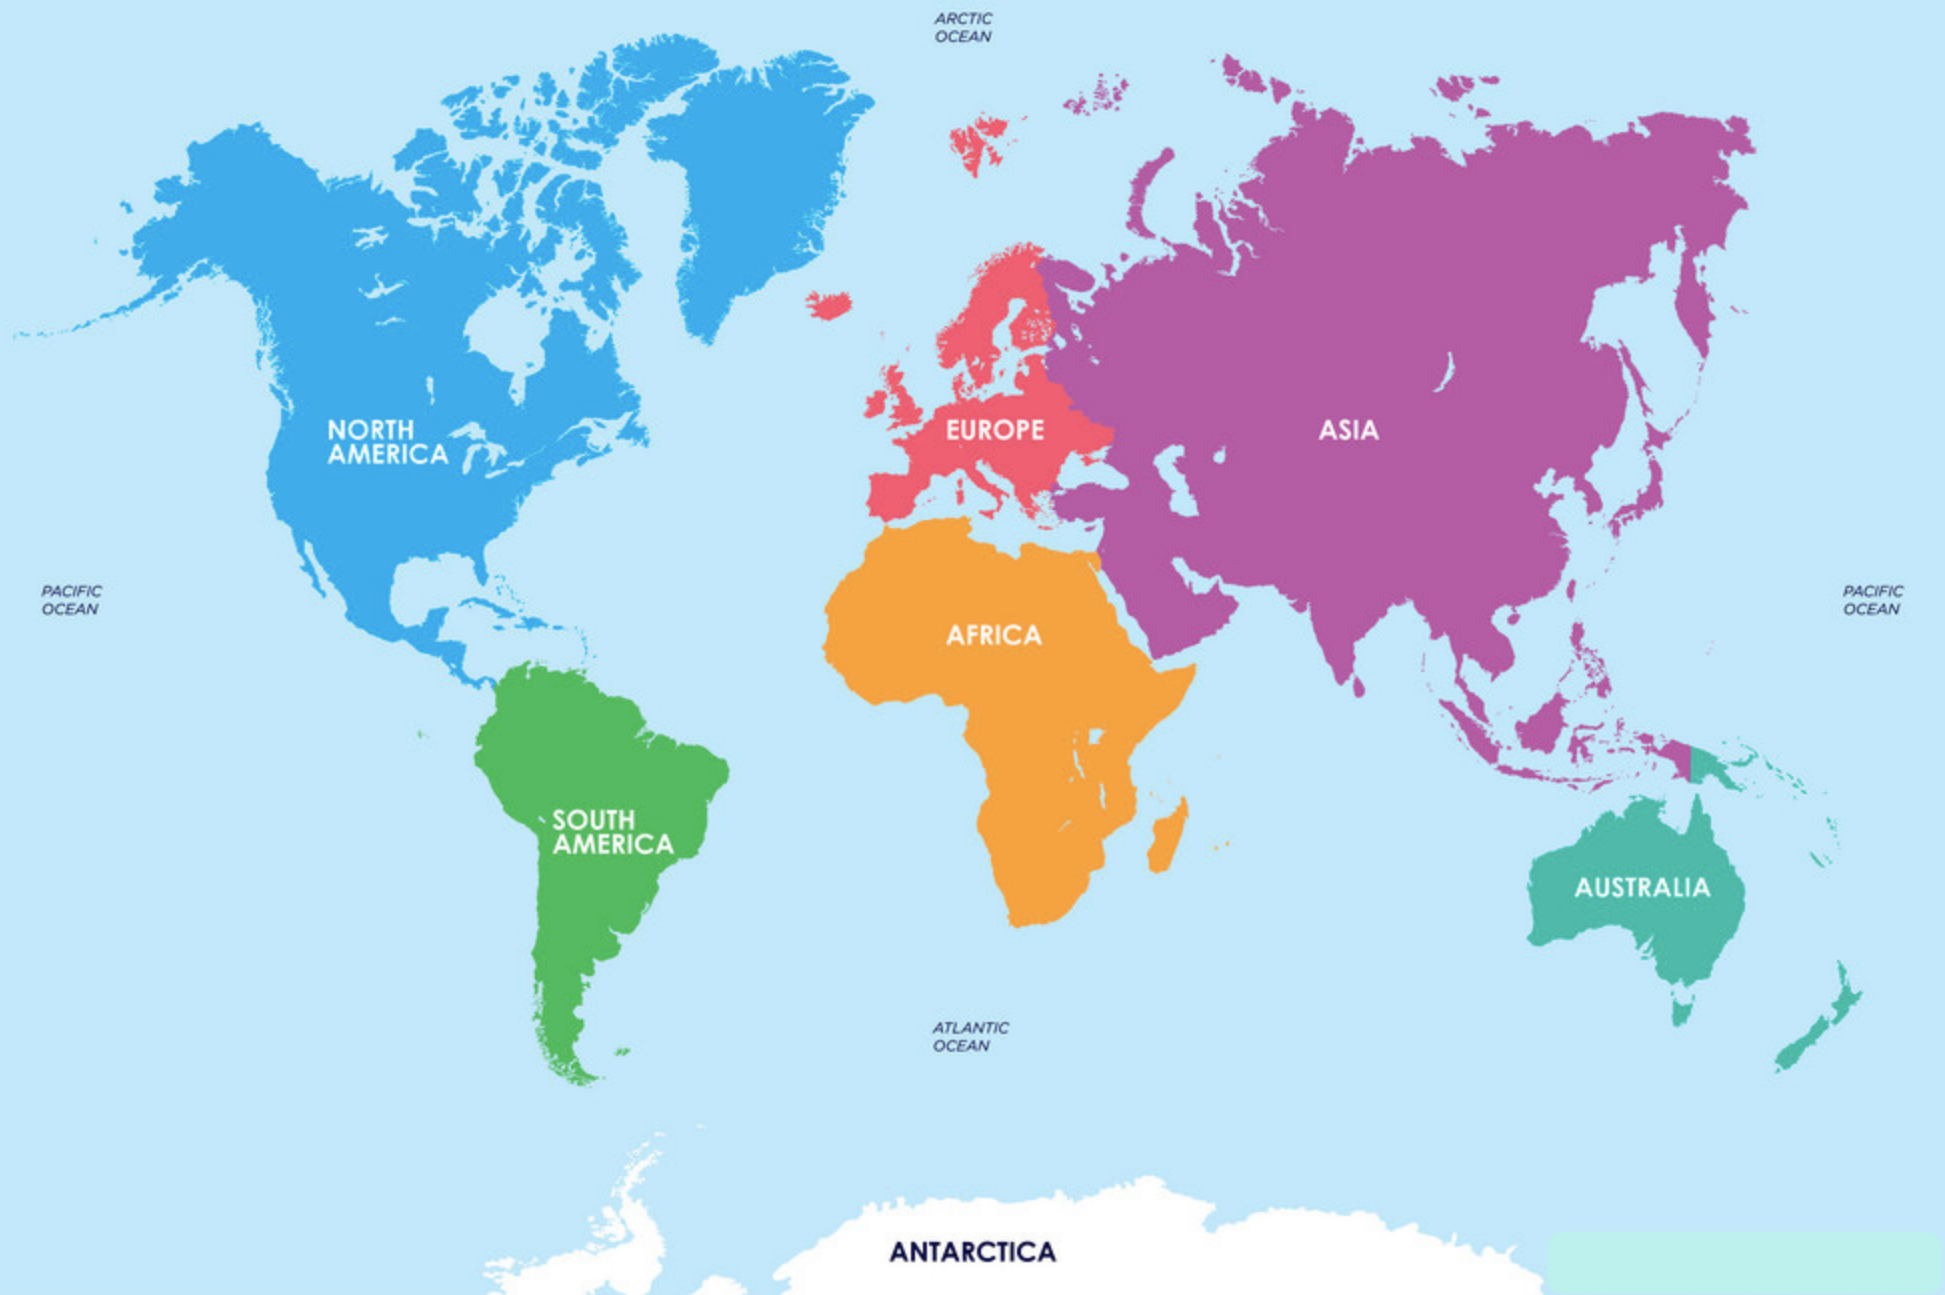 ARCTIC
OCEAN
NORTH
AMERICA
EUROPE
ASIA
PACIFIC
OCEAN
PACIFIC
OCEAN
AFRICA
SOUTH
AMERICA
AUSTRALIA
ATLANTIC
OCEAN
ANTARCTICA